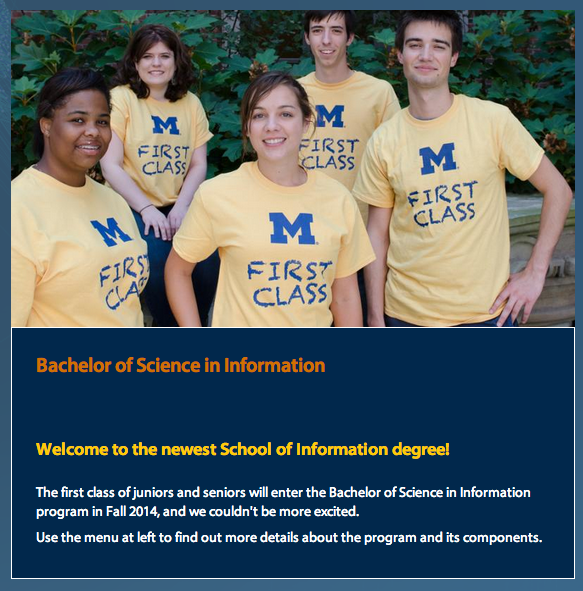 M
FIRST
CLASS
M
FIRST
CLASS
M
FIRST
CLASS
M
FIRST
CLASS
M
FIRST
CLASS
Bachelor of Science in Information
Welcome to the newest School of Information degree!
The first class of juniors and seniors will enter the Bachelor of Science in Information
program in Fall 2014, and we couldn't be more excited.
Use the menu at left to find out more details about the program and its components.